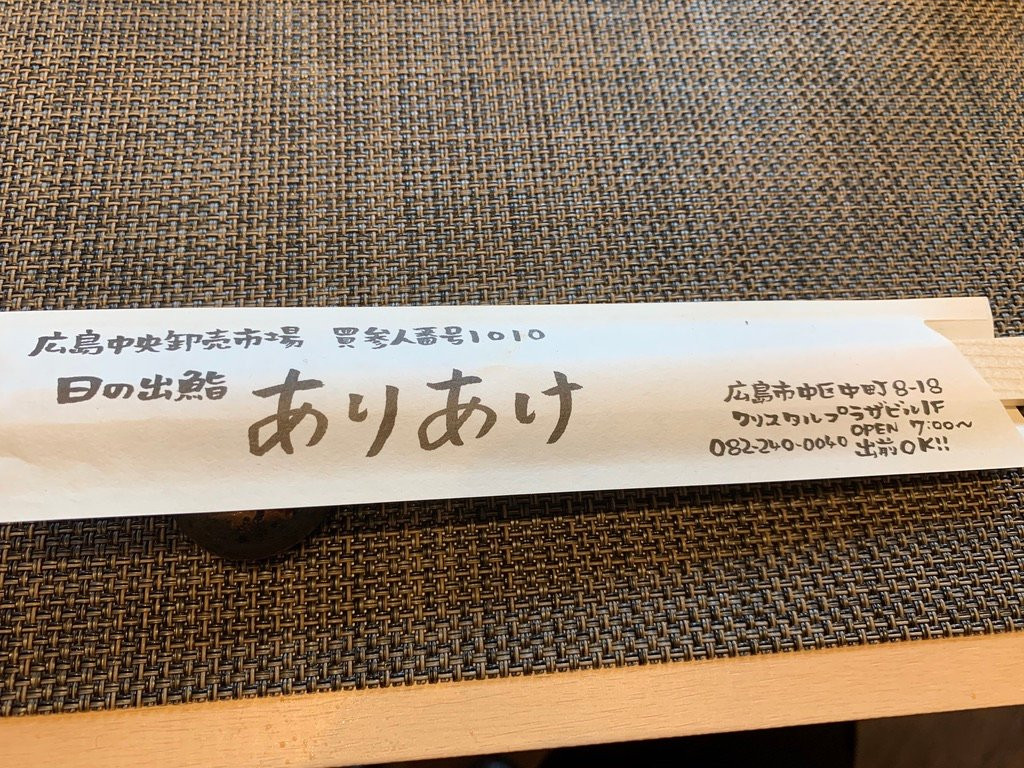 広島中央卸売市場 買参人番号1010
日の出鮨 ありあけ
広島市中区中町8-18
クリスタルプラザビル1F
OPEN 7:00〜
082-240-0040 出前OK!!